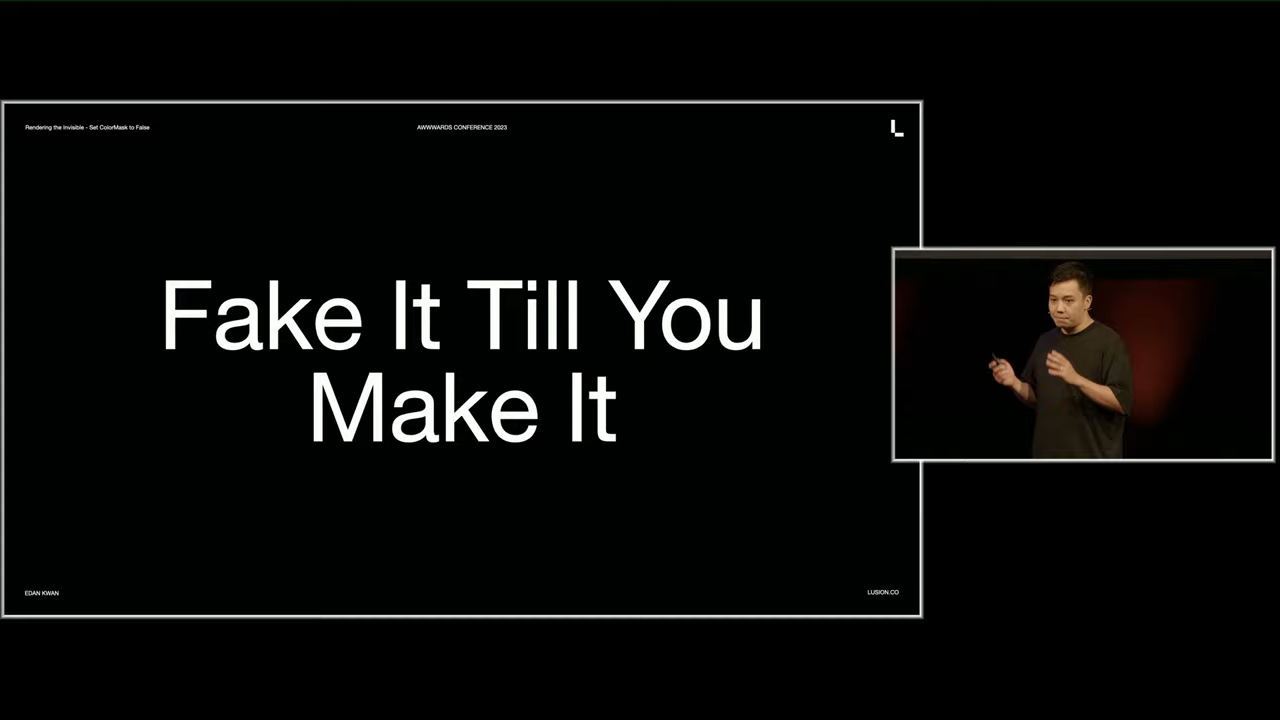 Rendering the Invisible - Set ColorMask to False
AWWWARDS CONFERENCE 2023
Fake It Till You
Make It
EDAN KWAN
LUSION.CO